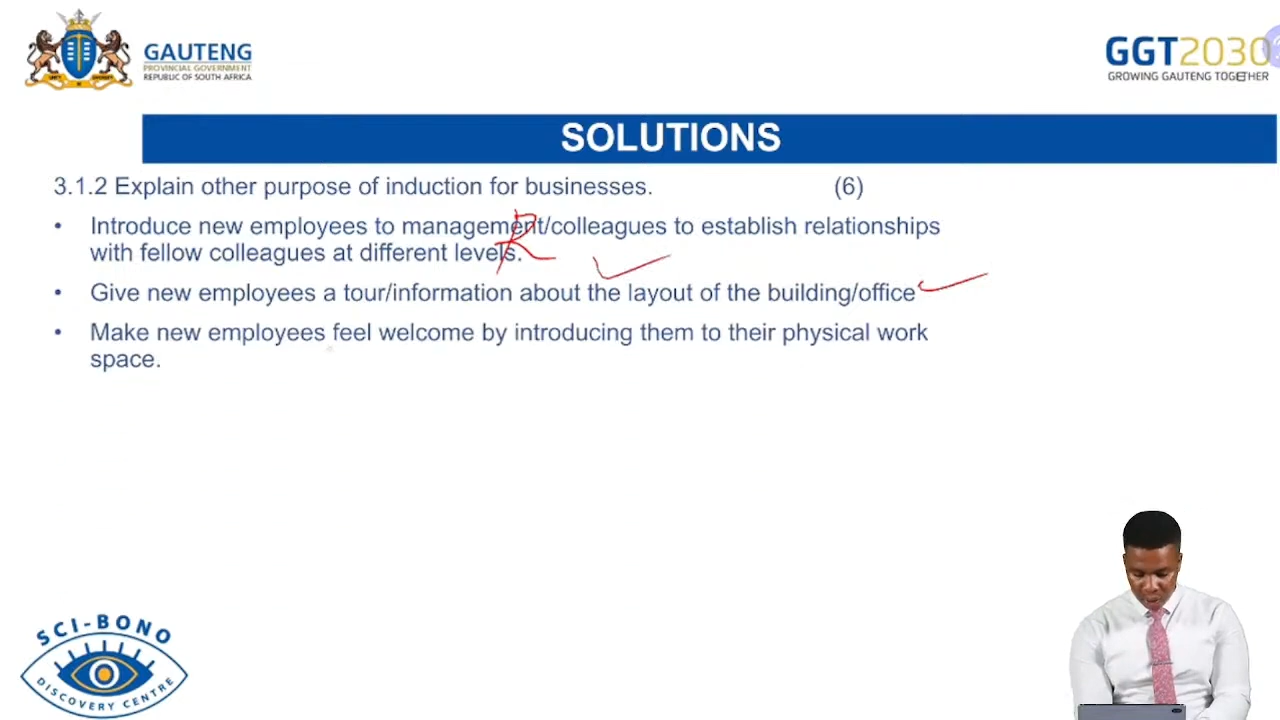 GAUTENG
PROVINCIAL GOVERNMENT
REPUBLIC OF SOUTH AFRICA
GGT2030
GROWING GAUTENG TOGETHER
SOLUTIONS
3.1.2 Explain other purpose of induction for businesses. (6)
• Introduce new employees to management/colleagues to establish relationships
with fellow colleagues at different levels.
R
• Give new employees a tour/information about the layout of the building/office
• Make new employees feel welcome by introducing them to their physical work
space.
SCI-BONO
DISCOVERY CENTRE